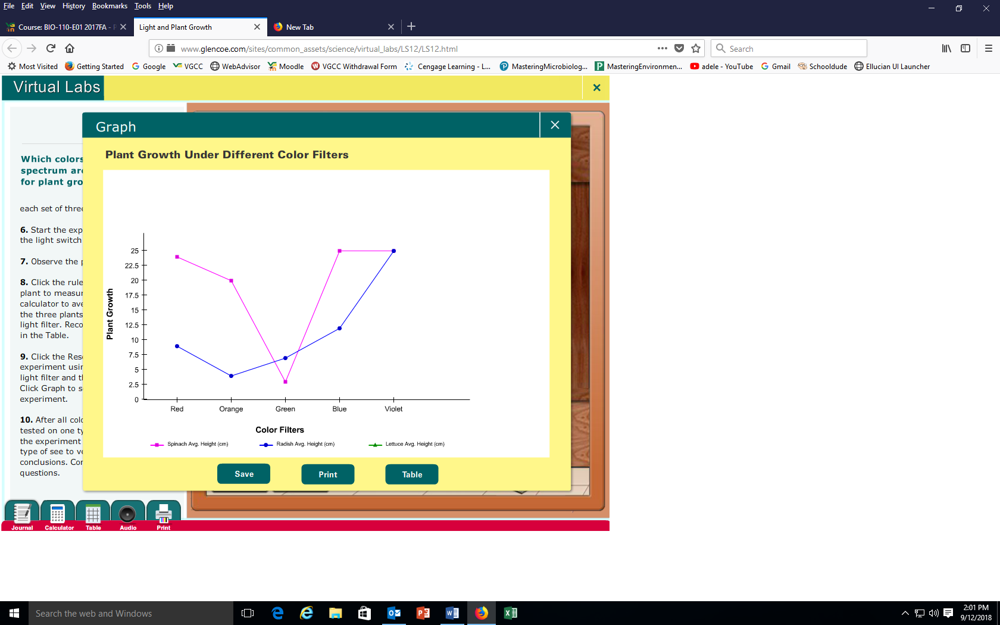 File Edit View History Bookmarks Tools Help
Course: BIO-110-E01 2017FA - F
Light and Plant Growth
New Tab
www.glencoe.com/sites/common_assets/science/virtual_labs/LS12/LS12.html
Search
Most Visited Getting Started Google VGCC WebAdvisor Moodle VGCC Withdrawal Form Cengage Learning - L... MasteringMicrobiolog... MasteringEnvironmen... adele - YouTube Gmail Schooldude Ellucian UI Launcher
Virtual Labs
Graph
Which colors
spectrum are
for plant gro
each set of three
6. Start the exp
the light switch
7. Observe the p
8. Click the rule
plant to measur
calculator to ave
the three plants
light filter. Reco
in the Table.
9. Click the Res
experiment usin
light filter and th
Click Graph to s
experiment.
10. After all colo
tested on one ty
the experiment
type of see to ve
conclusions. Con
questions.
Plant Growth Under Different Color Filters
Plant Growth
25
22.5
20
17.5
15
12.5
10
7.5
5
2.5
0
Red Orange Green Blue Violet
Color Filters
Spinach Avg. Height (cm) Radish Avg. Height (cm) Lettuce Avg. Height (cm)
Save Print Table
Journal Calculator Table Audio Print
Search the web and Windows
2:01 PM
9/12/2018